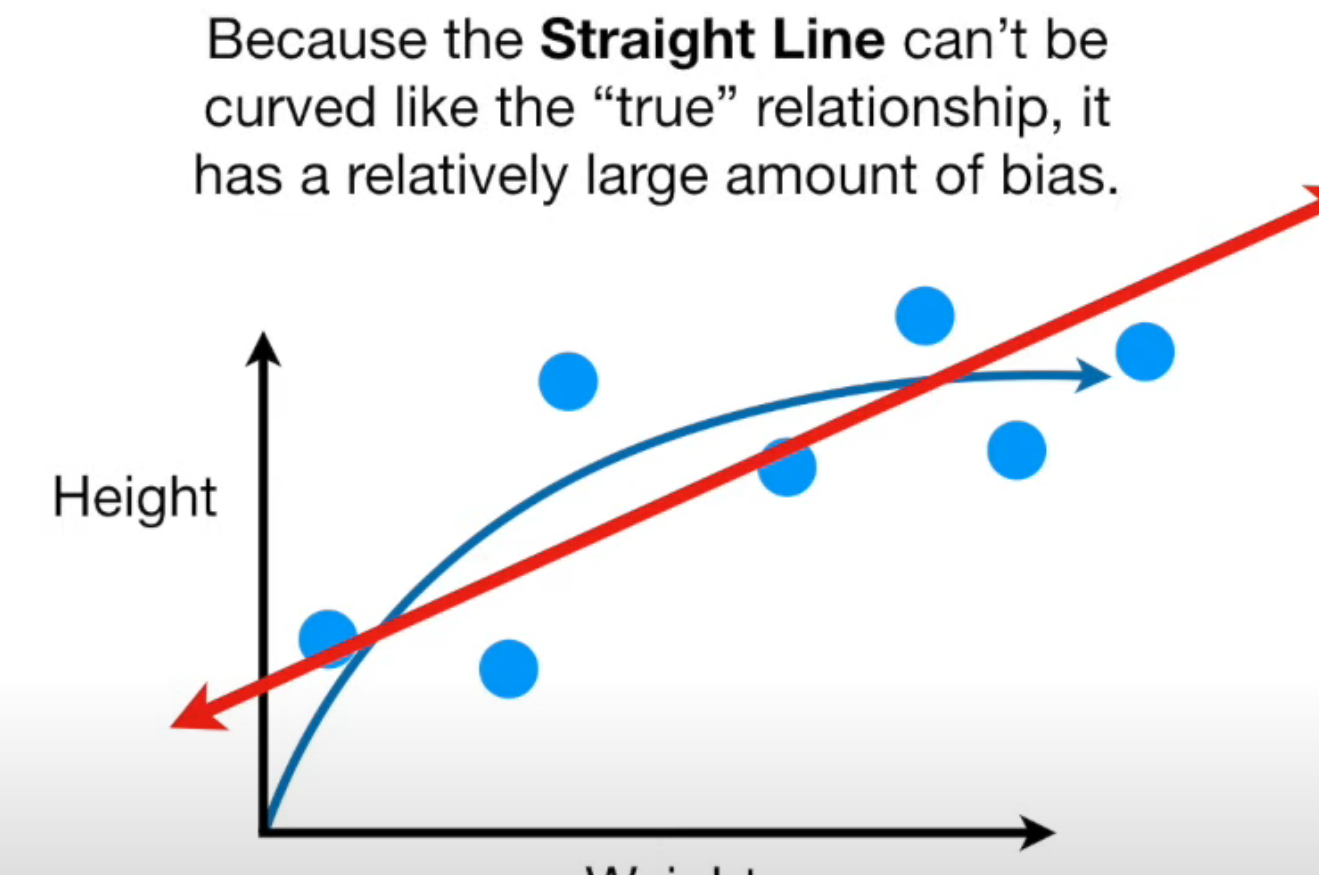 Because the Straight Line can’t be
curved like the “true” relationship, it
has a relatively large amount of bias.
Height